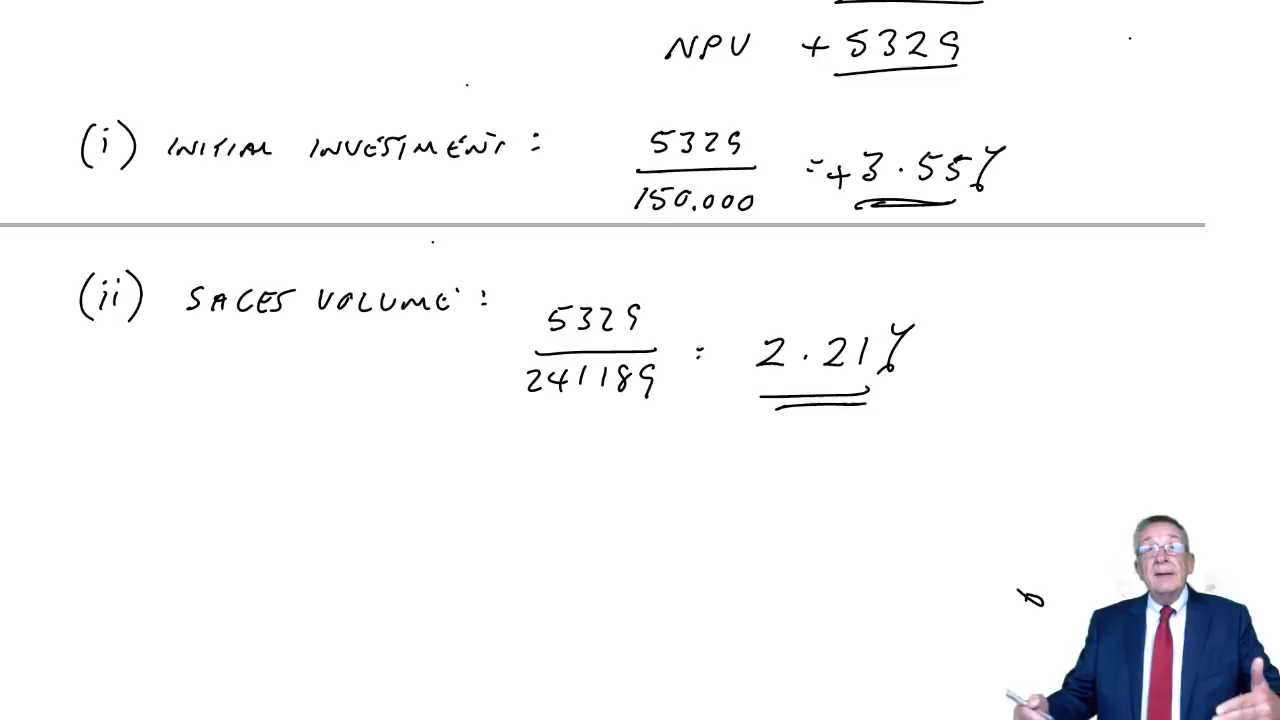 NPV + 5329
(i) INITIAL INVESTMENT : 5329 / 150,000 = +3.55%
(ii) SALES VOLUME : 5329 / 241189 = 2.21%